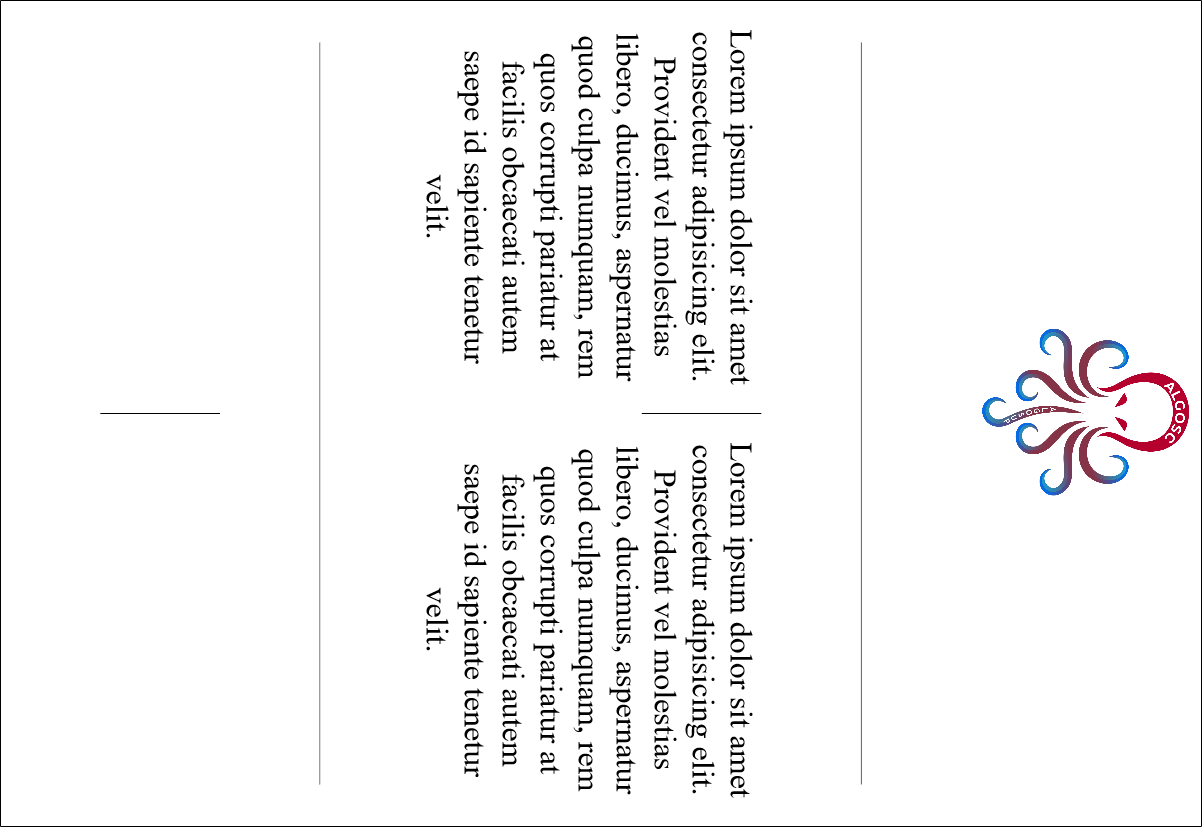 ALGOSC
ALGOSUP
Lorem ipsum dolor sit amet
consectetur adipisicing elit.
Provident vel molestias
libero, ducimus, aspernatur
quod culpa numquam, rem
quos corrupti pariatur at
facilis obcaecati autem
saepe id sapiente tenetur
velit.
Lorem ipsum dolor sit amet
consectetur adipisicing elit.
Provident vel molestias
libero, ducimus, aspernatur
quod culpa numquam, rem
quos corrupti pariatur at
facilis obcaecati autem
saepe id sapiente tenetur
velit.